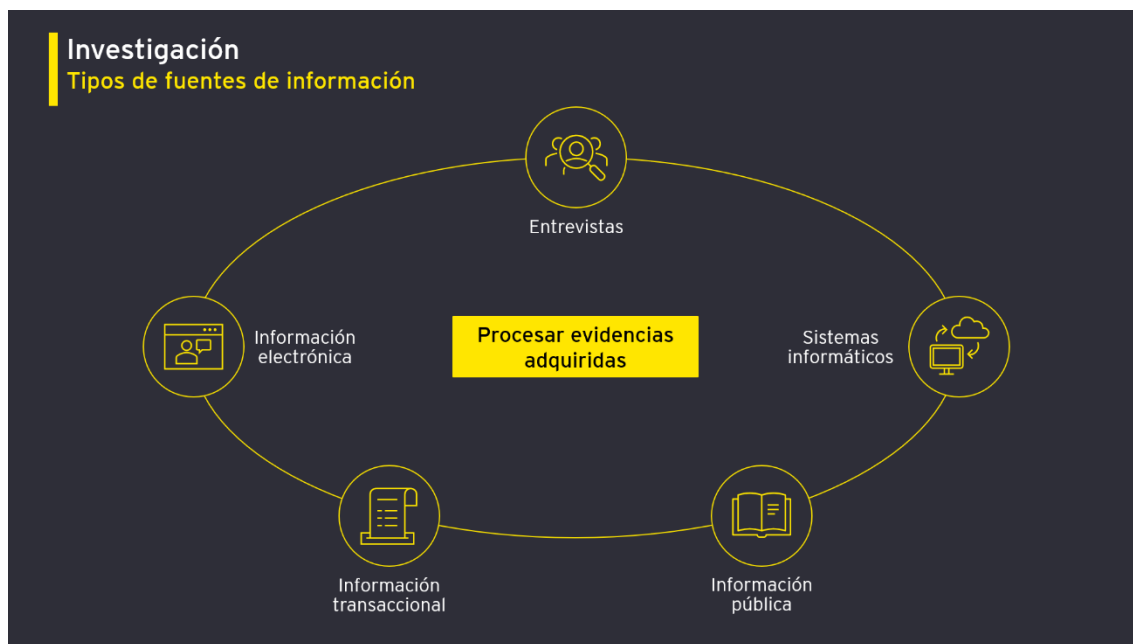 Investigación
Tipos de fuentes de información
Entrevistas
Información
electrónica
Procesar evidencias
adquiridas
Sistemas
informáticos
Información
transaccional
Información
pública